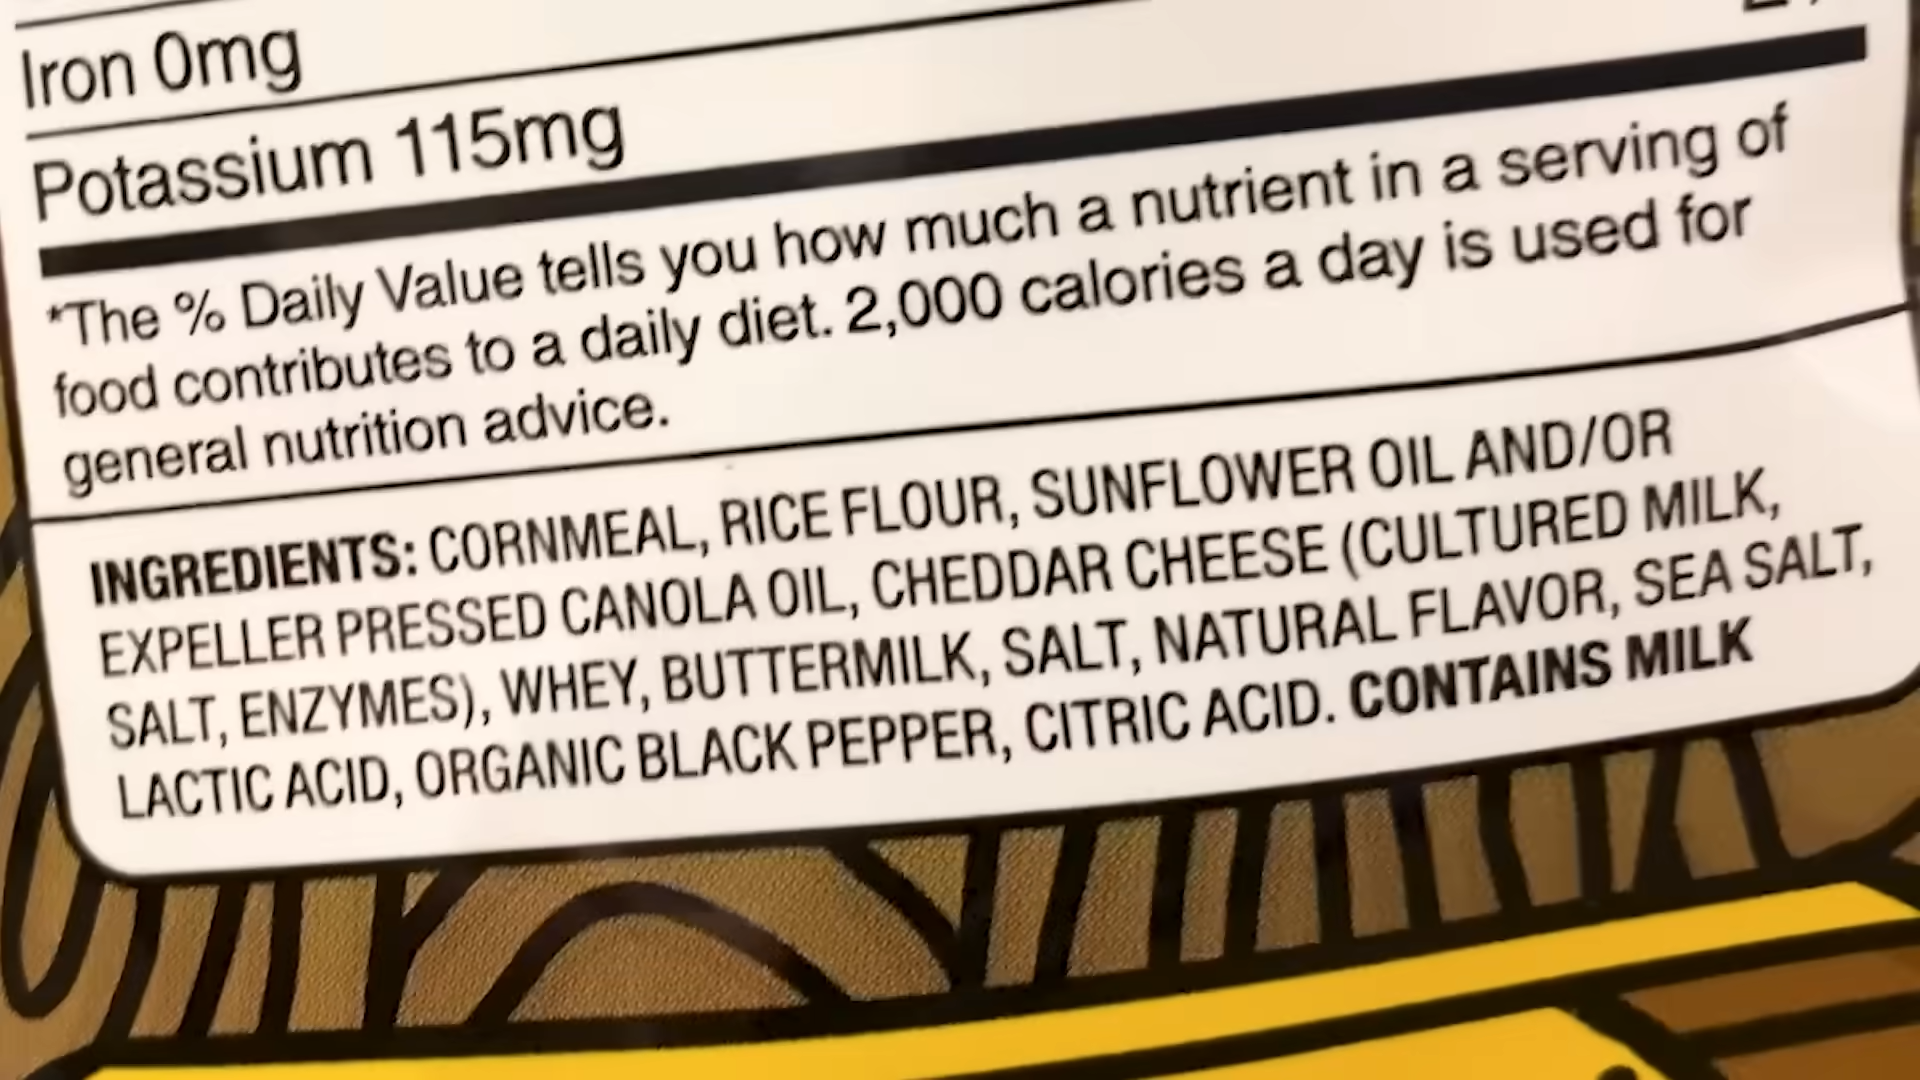 Iron 0mg
Potassium 115mg
*The % Daily Value tells you how much a nutrient in a serving of
food contributes to a daily diet. 2,000 calories a day is used for
general nutrition advice.
INGREDIENTS: CORNMEAL, RICE FLOUR, SUNFLOWER OIL AND/OR
EXPELLER PRESSED CANOLA OIL, CHEDDAR CHEESE (CULTURED MILK,
SALT, ENZYMES), WHEY, BUTTERMILK, SALT, NATURAL FLAVOR, SEA SALT,
LACTIC ACID, ORGANIC BLACK PEPPER, CITRIC ACID. CONTAINS MILK